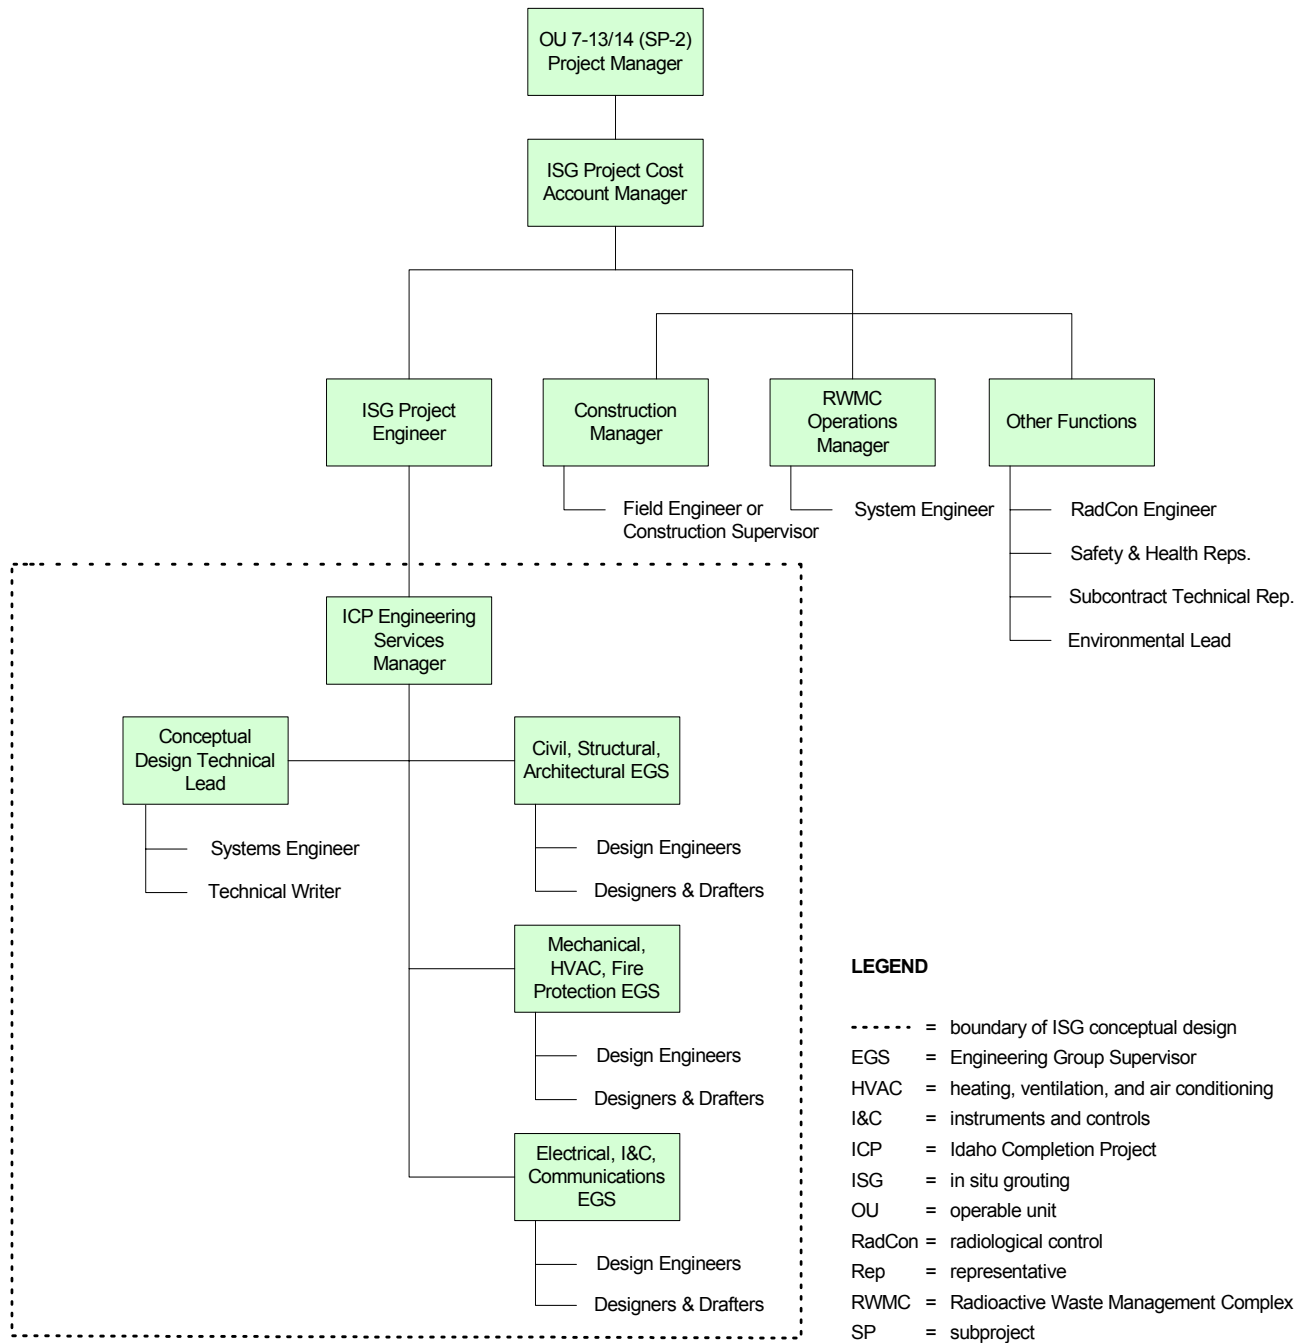 OU 7-13/14 (SP-2)
Project Manager
ISG Project Cost
Account Manager
ISG Project
Engineer
Construction
Manager
RWMC
Operations
Manager
Other Functions
Field Engineer or
Construction Supervisor
System Engineer
RadCon Engineer
Safety & Health Reps.
Subcontract Technical Rep.
Environmental Lead
ICP Engineering
Services
Manager
Conceptual
Design Technical
Lead
Systems Engineer
Technical Writer
Civil, Structural,
Architectural EGS
Design Engineers
Designers & Drafters
Mechanical,
HVAC, Fire
Protection EGS
Design Engineers
Designers & Drafters
Electrical, I&C,
Communications
EGS
Design Engineers
Designers & Drafters
LEGEND
= boundary of ISG conceptual design
EGS = Engineering Group Supervisor
HVAC = heating, ventilation, and air conditioning
I&C = instruments and controls
ICP = Idaho Completion Project
ISG = in situ grouting
OU = operable unit
RadCon = radiological control
Rep = representative
RWMC = Radioactive Waste Management Complex
SP = subproject